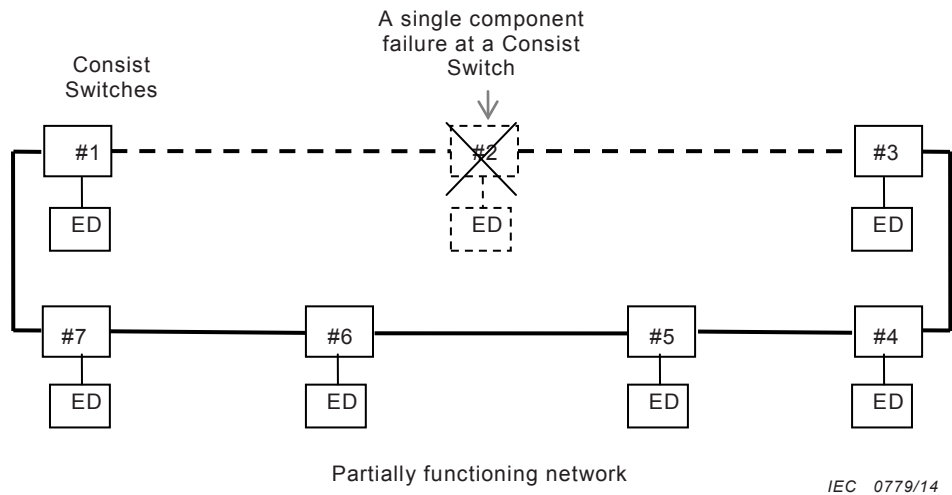 A single component
failure at a Consist
Switch
Consist
Switches
#1
#2
#3
ED
ED
ED
#7
#6
#5
#4
ED
ED
ED
ED
Partially functioning network
IEC 0779/14